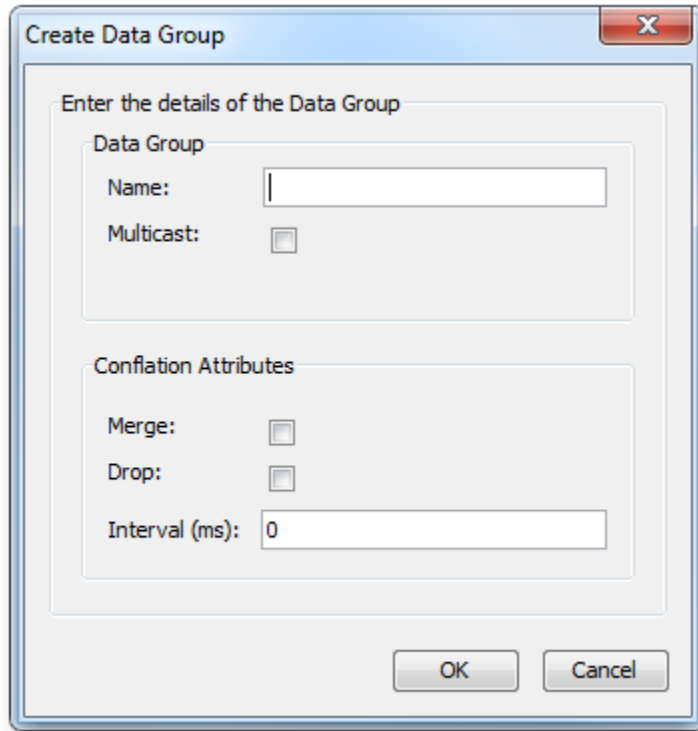 Create Data Group
Enter the details of the Data Group
Data Group
Name:
Multicast:
Conflation Attributes
Merge:
Drop:
Interval (ms): 0
OK Cancel